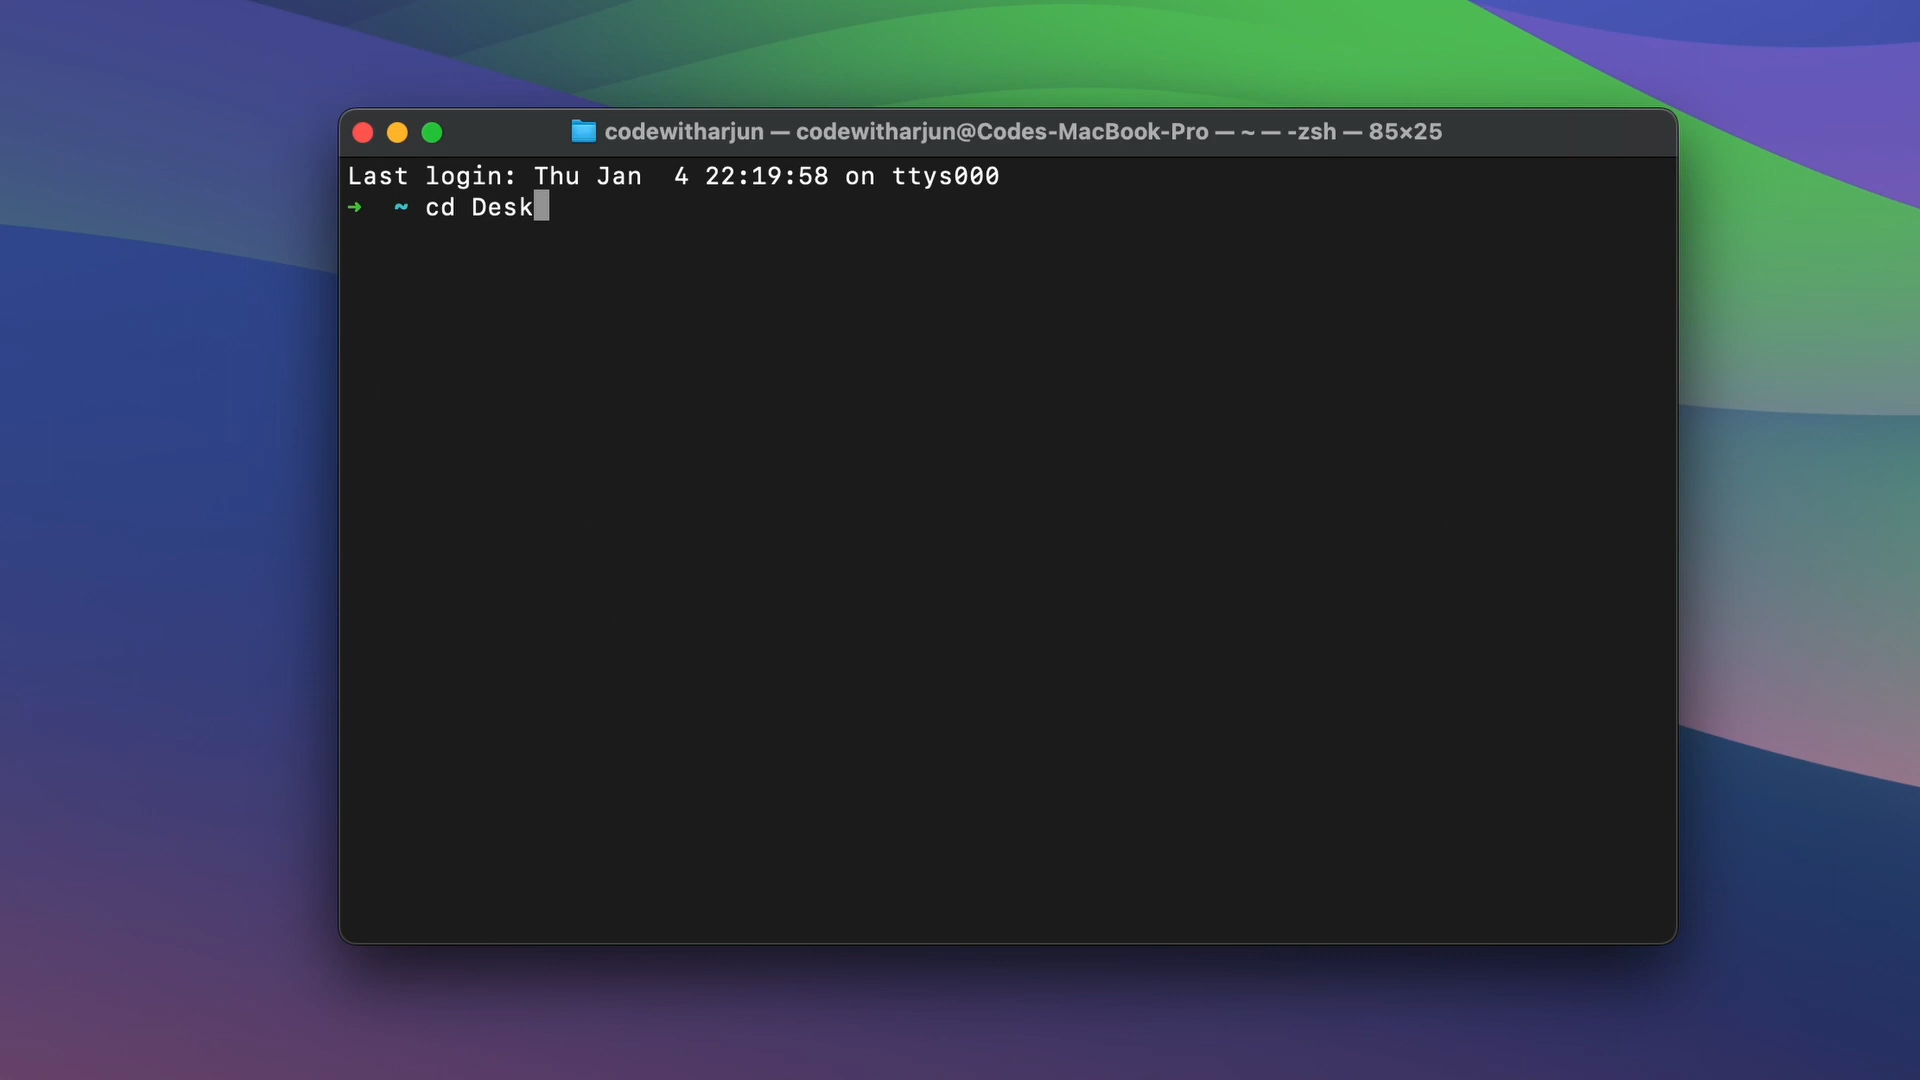 codewitharjun — codewitharjun@Codes-MacBook-Pro — ~ — -zsh — 85×25
Last login: Thu Jan  4 22:19:58 on ttys000
➜  ~ cd Desk